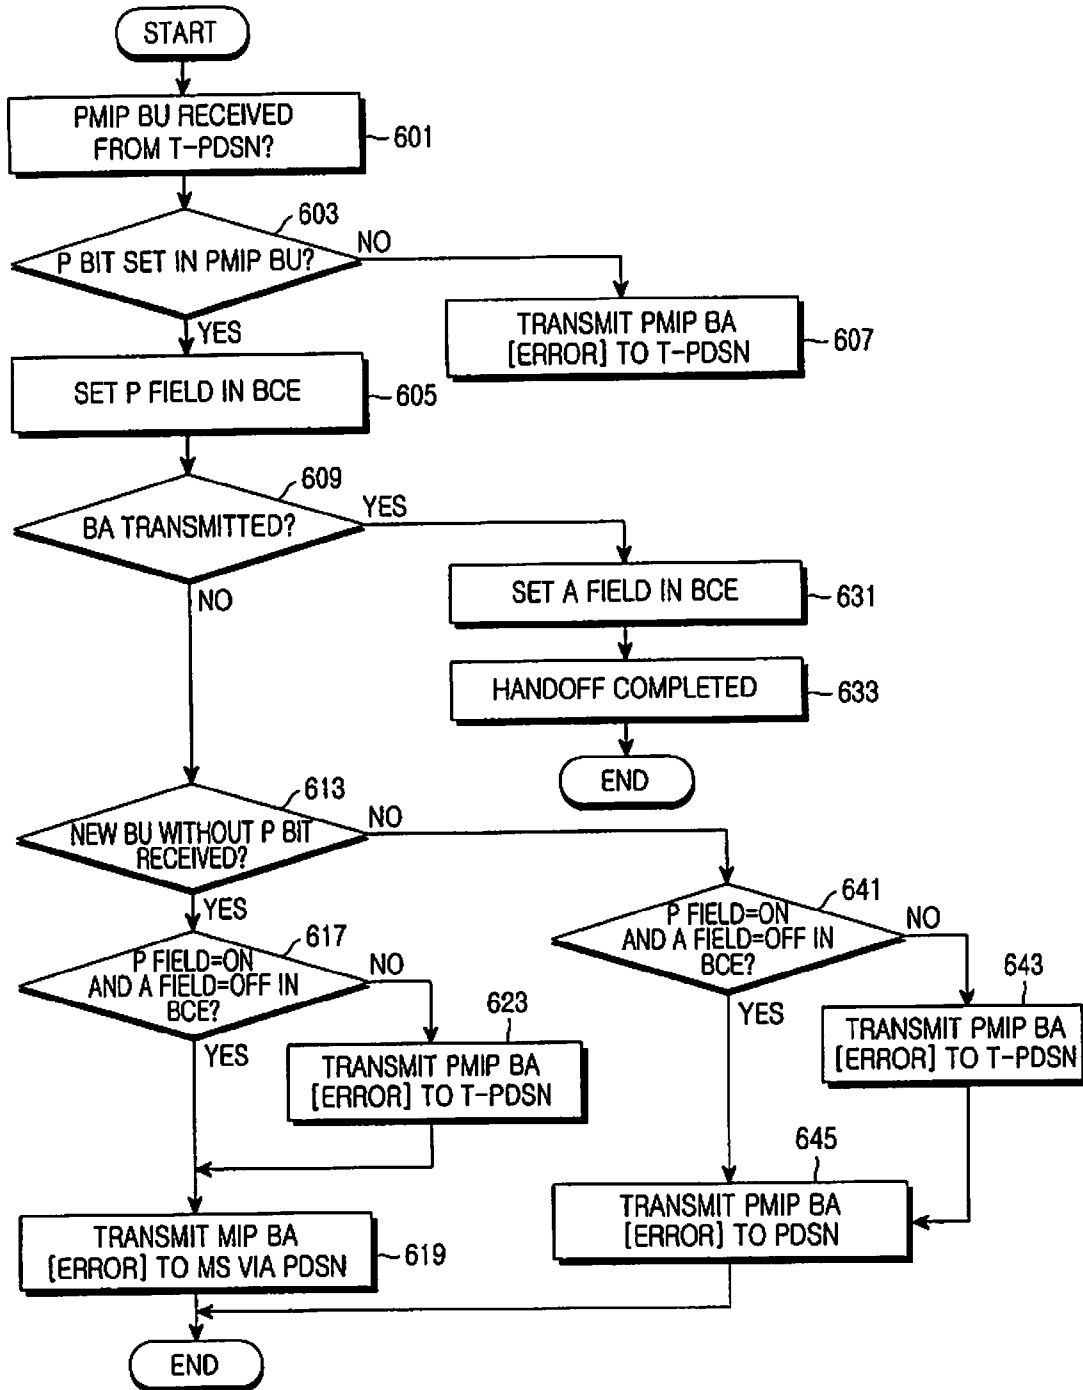 START
PMIP BU RECEIVED
FROM T-PDSN?
601
603
P BIT SET IN PMIP BU?
NO
YES
TRANSMIT PMIP BA
[ERROR] TO T-PDSN
607
SET P FIELD IN BCE
605
609
BA TRANSMITTED?
YES
NO
SET A FIELD IN BCE
631
HANDOFF COMPLETED
633
END
613
NEW BU WITHOUT P BIT
RECEIVED?
NO
YES
617
P FIELD=ON
AND A FIELD=OFF IN
BCE?
NO
YES
623
TRANSMIT PMIP BA
[ERROR] TO T-PDSN
641
P FIELD=ON
AND A FIELD=OFF IN
BCE?
NO
YES
643
TRANSMIT PMIP BA
[ERROR] TO T-PDSN
645
TRANSMIT PMIP BA
[ERROR] TO PDSN
TRANSMIT MIP BA
[ERROR] TO MS VIA PDSN
619
END